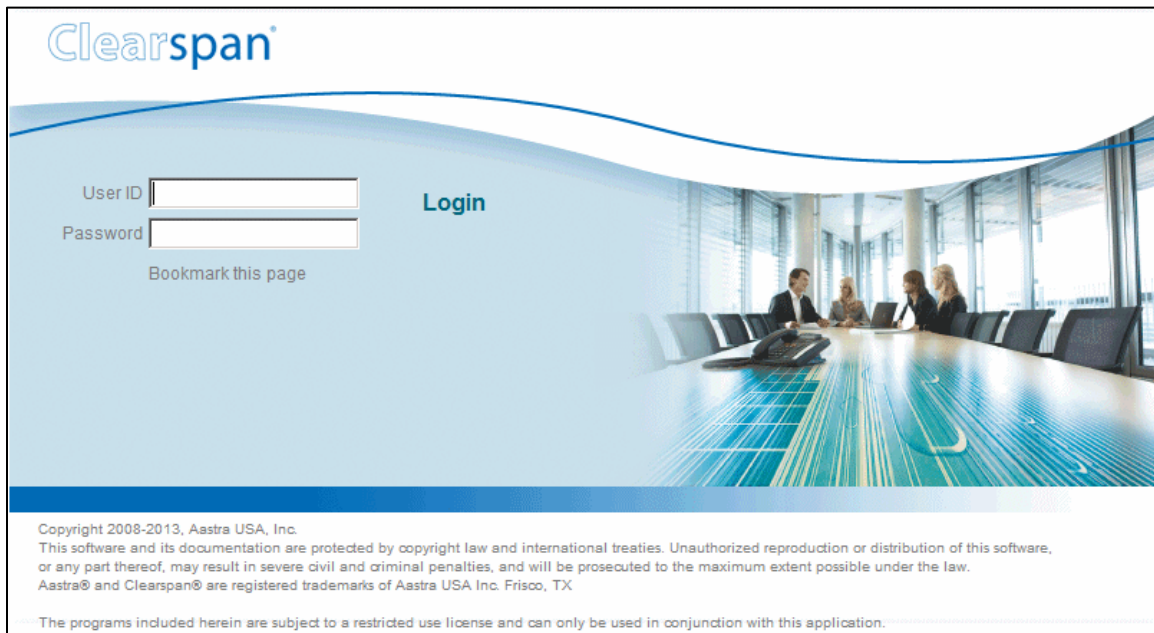 Clearspan®
User ID
Login
Password
Bookmark this page
Copyright 2008-2013, Aastra USA, Inc.
This software and its documentation are protected by copyright law and international treaties. Unauthorized reproduction or distribution of this software,
or any part thereof, may result in severe civil and criminal penalties, and will be prosecuted to the maximum extent possible under the law.
Aastra® and Clearspan® are registered trademarks of Aastra USA Inc. Frisco, TX
The programs included herein are subject to a restricted use license and can only be used in conjunction with this application.